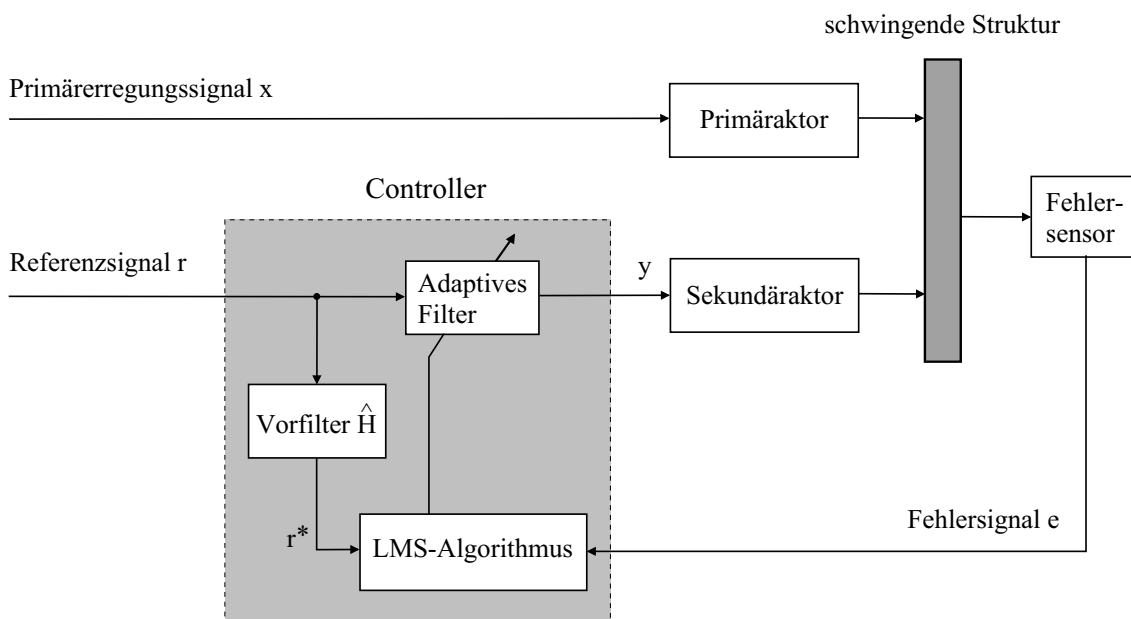 schwingende Struktur
Primärerregungssignal x
Primäraktor
Controller
Fehler-
sensor
Referenzsignal r
Adaptives
Filter
y
Sekundäraktor
Vorfilter Ĥ
r*
LMS-Algorithmus
Fehlersignal e